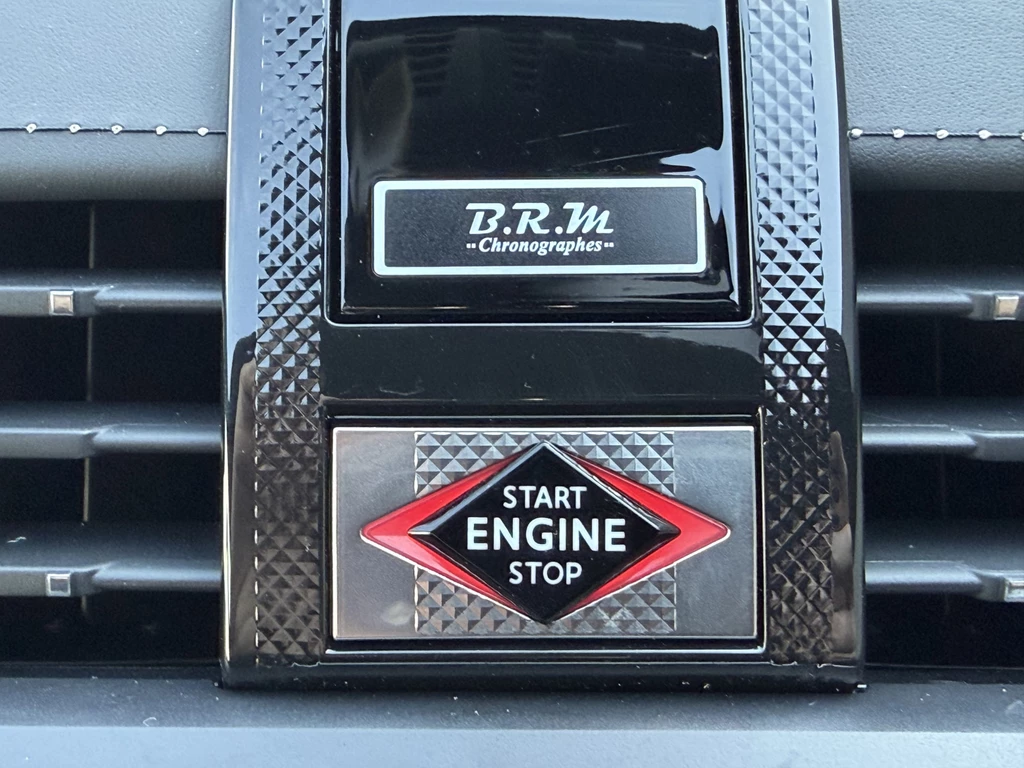 B.R.M
Chronographes
START
ENGINE
STOP